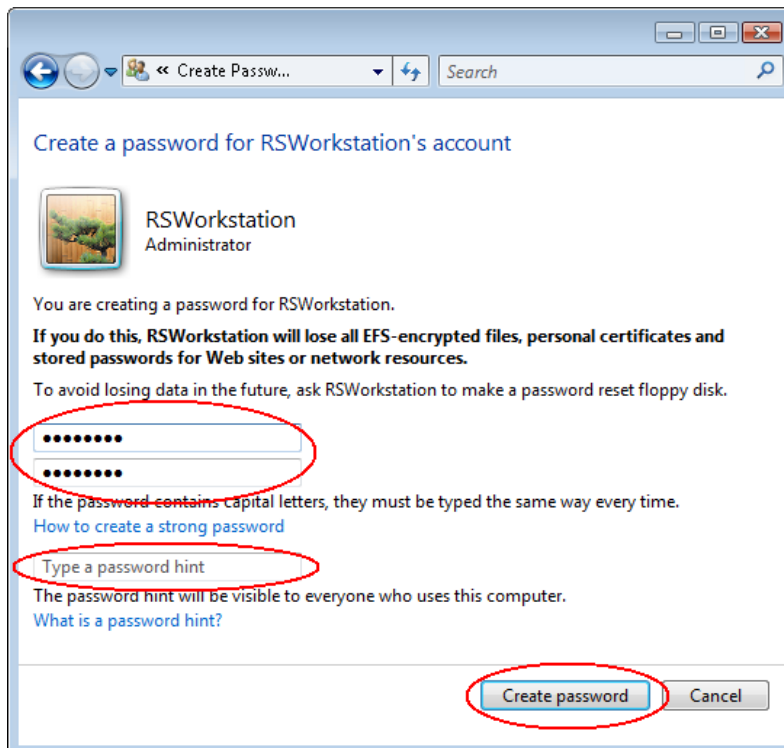 « Create Passw...
Search
Create a password for RSWorkstation's account
RSWorkstation
Administrator
You are creating a password for RSWorkstation.
If you do this, RSWorkstation will lose all EFS-encrypted files, personal certificates and
stored passwords for Web sites or network resources.
To avoid losing data in the future, ask RSWorkstation to make a password reset floppy disk.
●●●●●●●●
●●●●●●●●
If the password contains capital letters, they must be typed the same way every time.
How to create a strong password
Type a password hint
The password hint will be visible to everyone who uses this computer.
What is a password hint?
Create password
Cancel